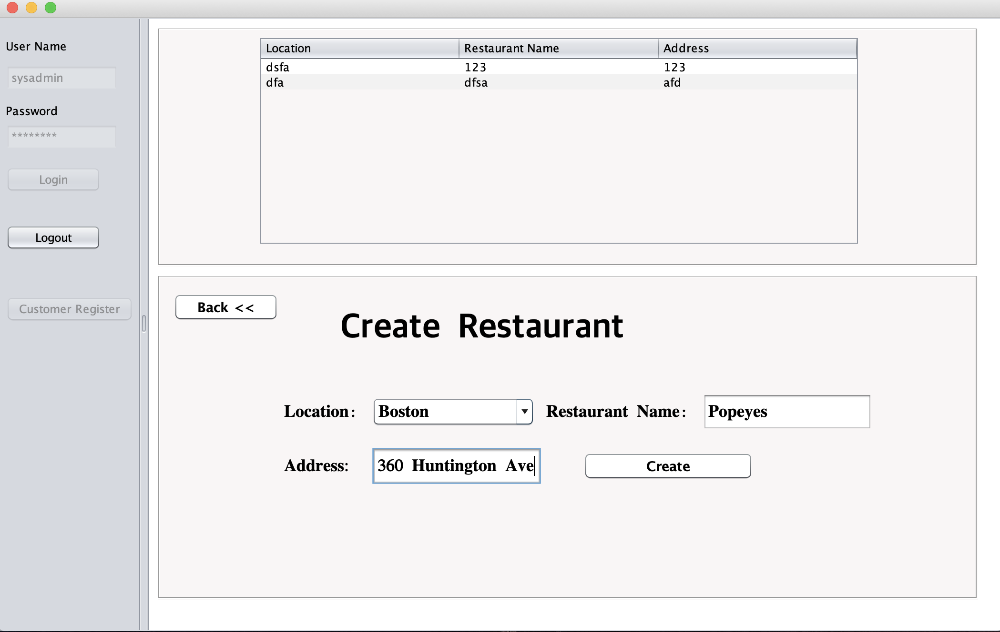 User Name
sysadmin
Password
********
Login
Logout
Customer Register
Location Restaurant Name Address
dsfa 123 123
dfa dfsa afd
Back <<
Create Restaurant
Location: Boston Restaurant Name: Popeyes
Address: 360 Huntington Ave Create